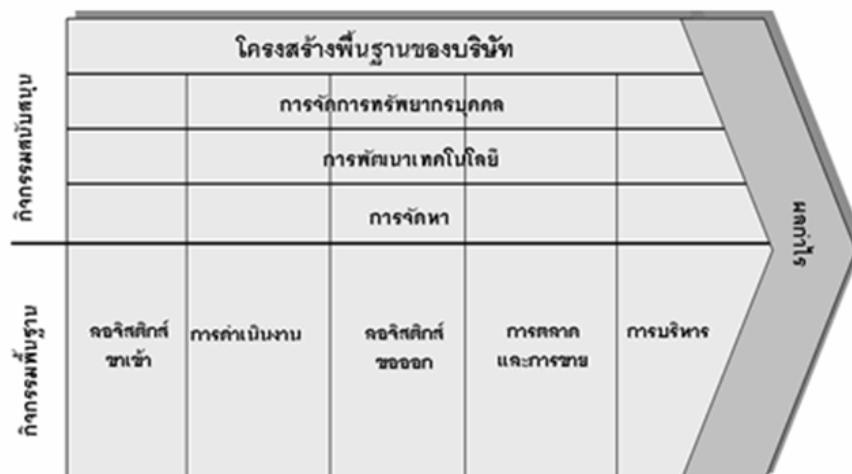 โครงสร้างพื้นฐานของบริษัท
กิจกรรมสนับสนุน
การจัดการทรัพยากรบุคคล
การพัฒนาเทคโนโลยี
การจัดหา
ผลกำไร
กิจกรรมพื้นฐาน
ลอจิสติกส์
ขาเข้า
การดำเนินงาน
ลอจิสติกส์
ขอออก
การตลาด
และการขาย
การบริหาร